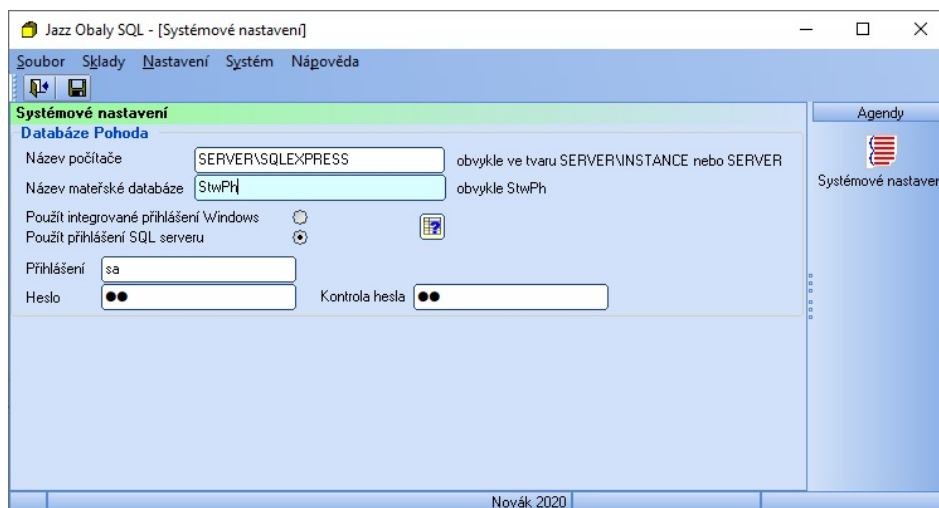 Jazz Obaly SQL - [Systémové nastavení]
Soubor Sklady Nastavení Systém Nápověda
Systémové nastavení
Agendy
Databáze Pohoda
Název počítače SERVER\SQLEXPRESS obvykle ve tvaru SERVER\INSTANCE nebo SERVER
Název mateřské databáze StwPh obvykle StwPh
Systémové nastaver
Použít integrované přihlášení Windows
Použít přihlášení SQL serveru
Přihlášení sa
Heslo ●● Kontrola hesla ●●
Novák 2020